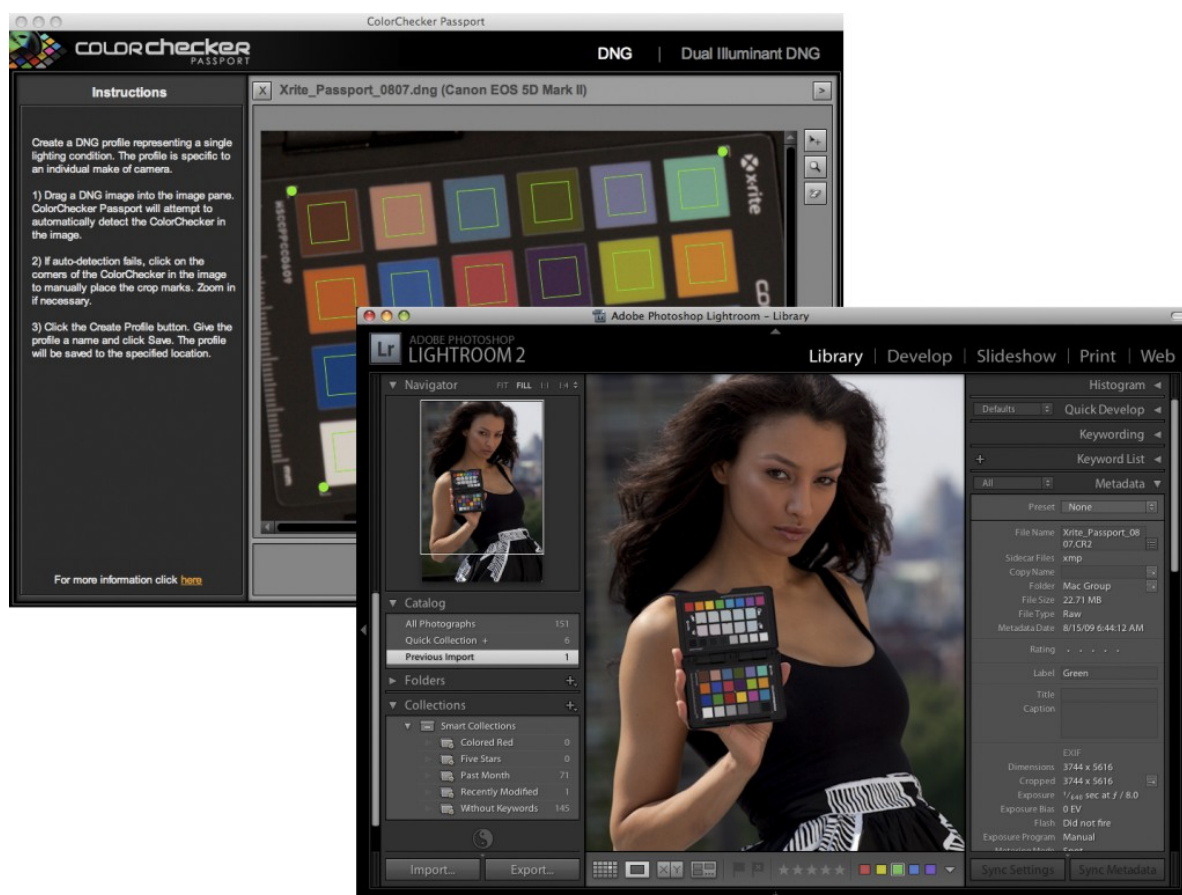 ColorChecker Passport
COLORCHECKER
PASSPORT
DNG | Dual Illuminant DNG
Instructions
X Xrite_Passport_0807.dng (Canon EOS 5D Mark II) >
Create a DNG profile representing a single
lighting condition. The profile is specific to
an individual make of camera.
1) Drag a DNG image into the image pane.
ColorChecker Passport will attempt to
automatically detect the ColorChecker in
the image.
2) If auto-detection fails, click on the
corners of the ColorChecker in the image
to manually place the crop marks. Zoom in
if necessary.
3) Click the Create Profile button. Give the
profile a name and click Save. The profile
will be saved to the specified location.
For more information click here
x-rite
MSCCPPCC0609
Adobe Photoshop Lightroom - Library
Lr
ADOBE PHOTOSHOP
LIGHTROOM 2
Library | Develop | Slideshow | Print | Web
Navigator FIT FILL 1:1 1:4
Catalog
All Photographs 151
Quick Collection + 6
Previous Import 1
Folders +
Collections +
Smart Collections
Colored Red 0
Five Stars 0
Past Month 71
Recently Modified 1
Without Keywords 145
Import... Export...
Histogram
Defaults Quick Develop
Keywording
+ Keyword List
All Metadata
Preset None
File Name Xrite_Passport_08
07.CR2
Sidecar Files xmp
Copy Name
Folder Mac Group
File Size 22.71 MB
File Type Raw
Metadata Date 8/15/09 6:44:12 AM
Rating . . . . .
Label Green
Title
Caption
EXIF
Dimensions 3744 x 5616
Cropped 3744 x 5616
Exposure 1/640 sec at ƒ / 8.0
Exposure Bias 0 EV
Flash Did not fire
Exposure Program Manual
Metering Mode Spot
X Y
Sync Settings Sync Metadata